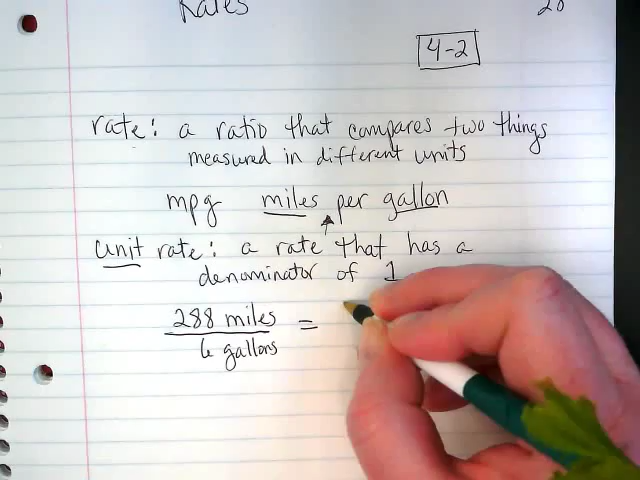 Rates
20
4-2
rate: a ratio that compares two things
measured in different units
mpg miles per gallon
unit rate: a rate that has a
denominator of 1
288 miles =
6 gallons